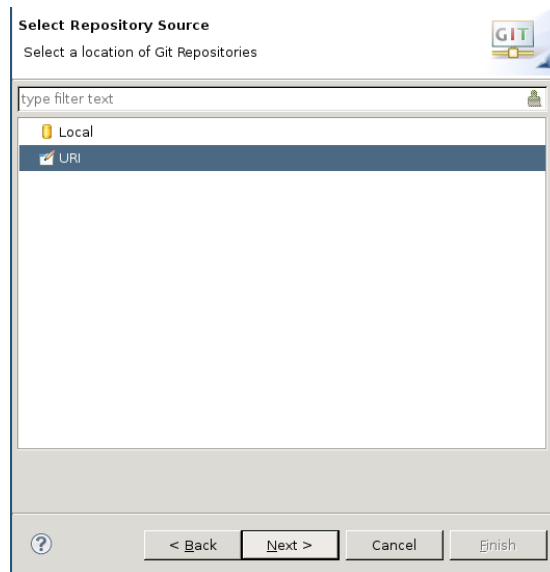 Select Repository Source
Select a location of Git Repositories
GIT
type filter text
Local
URI
?
< Back
Next >
Cancel
Finish